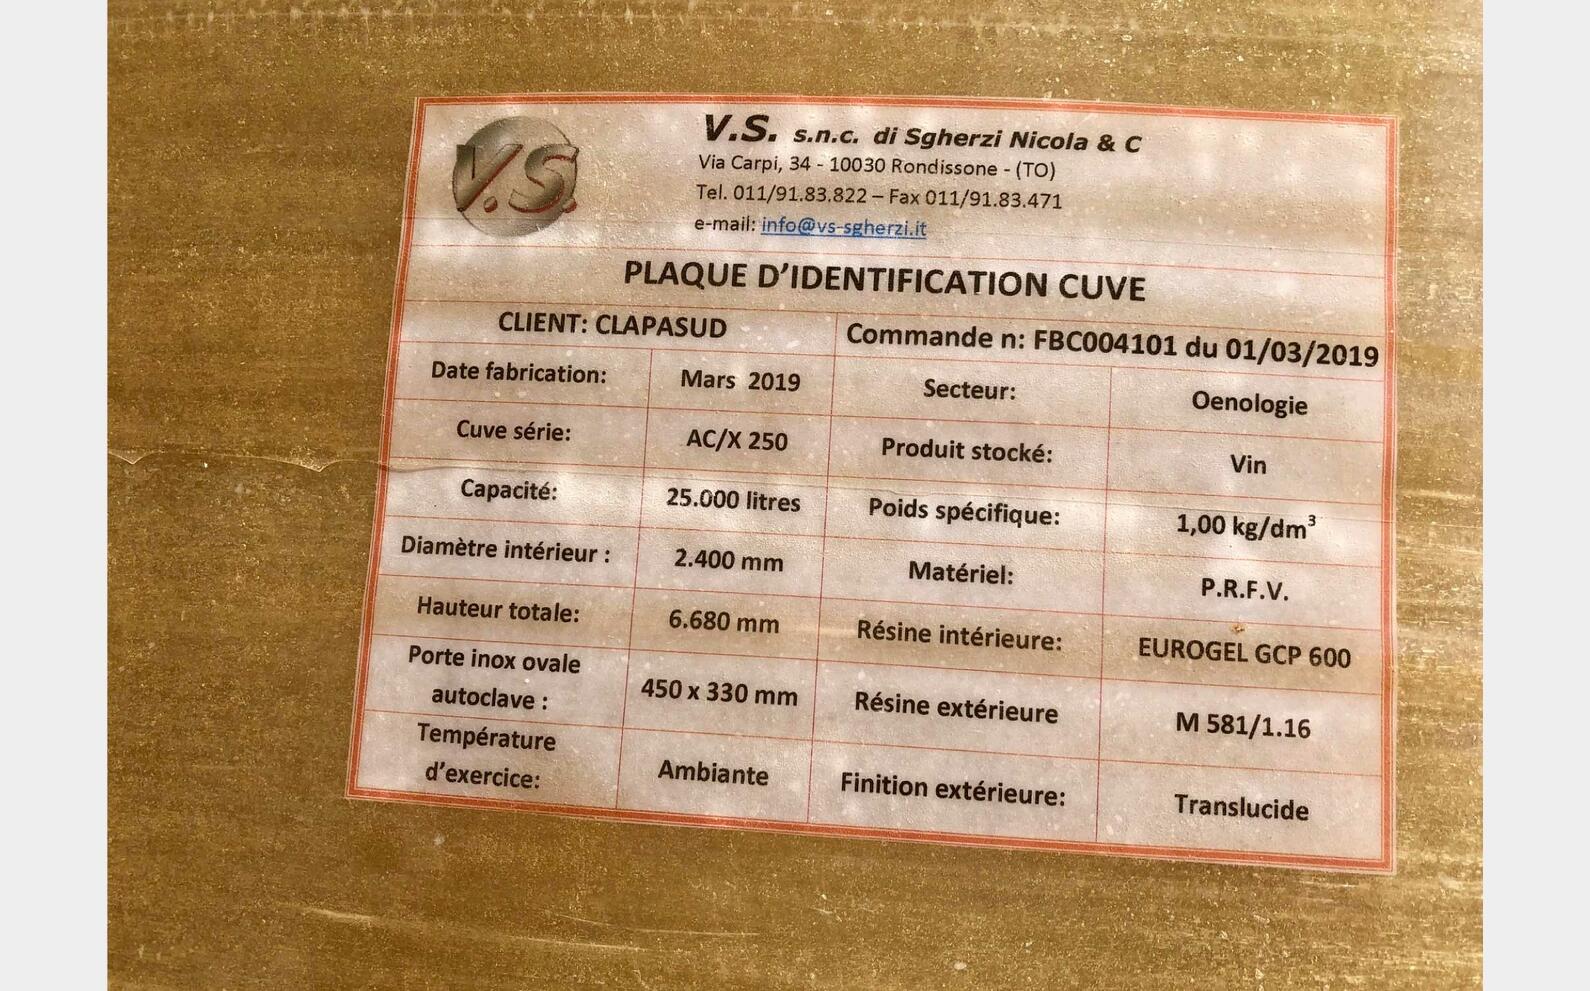 V.S.
V.S. s.n.c. di Sgherzi Nicola & C
Via Carpi, 34 - 10030 Rondissone - (TO)
Tel. 011/91.83.822 – Fax 011/91.83.471
e-mail: info@vs-sgherzi.it
PLAQUE D'IDENTIFICATION CUVE
CLIENT: CLAPASUD Commande n: FBC004101 du 01/03/2019
Date fabrication: Mars 2019 Secteur: Oenologie
Cuve série: AC/X 250 Produit stocké: Vin
Capacité: 25.000 litres Poids spécifique: 1,00 kg/dm³
Diamètre intérieur : 2.400 mm Matériel: P.R.F.V.
Hauteur totale: 6.680 mm Résine intérieure: EUROGEL GCP 600
Porte inox ovale
autoclave : 450 x 330 mm Résine extérieure M 581/1.16
Température
d'exercice: Ambiante Finition extérieure: Translucide